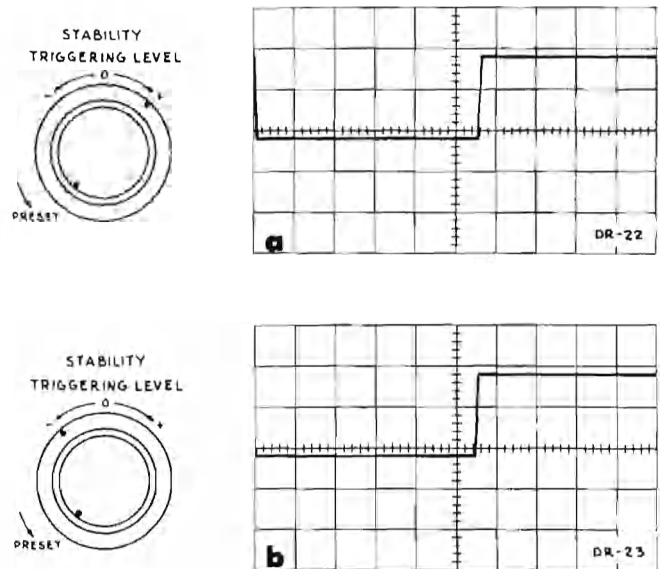 STABILITY
TRIGGERING LEVEL
- 0 +
PRESET
a
DR-22
STABILITY
TRIGGERING LEVEL
- 0 +
PRESET
b
DR-23